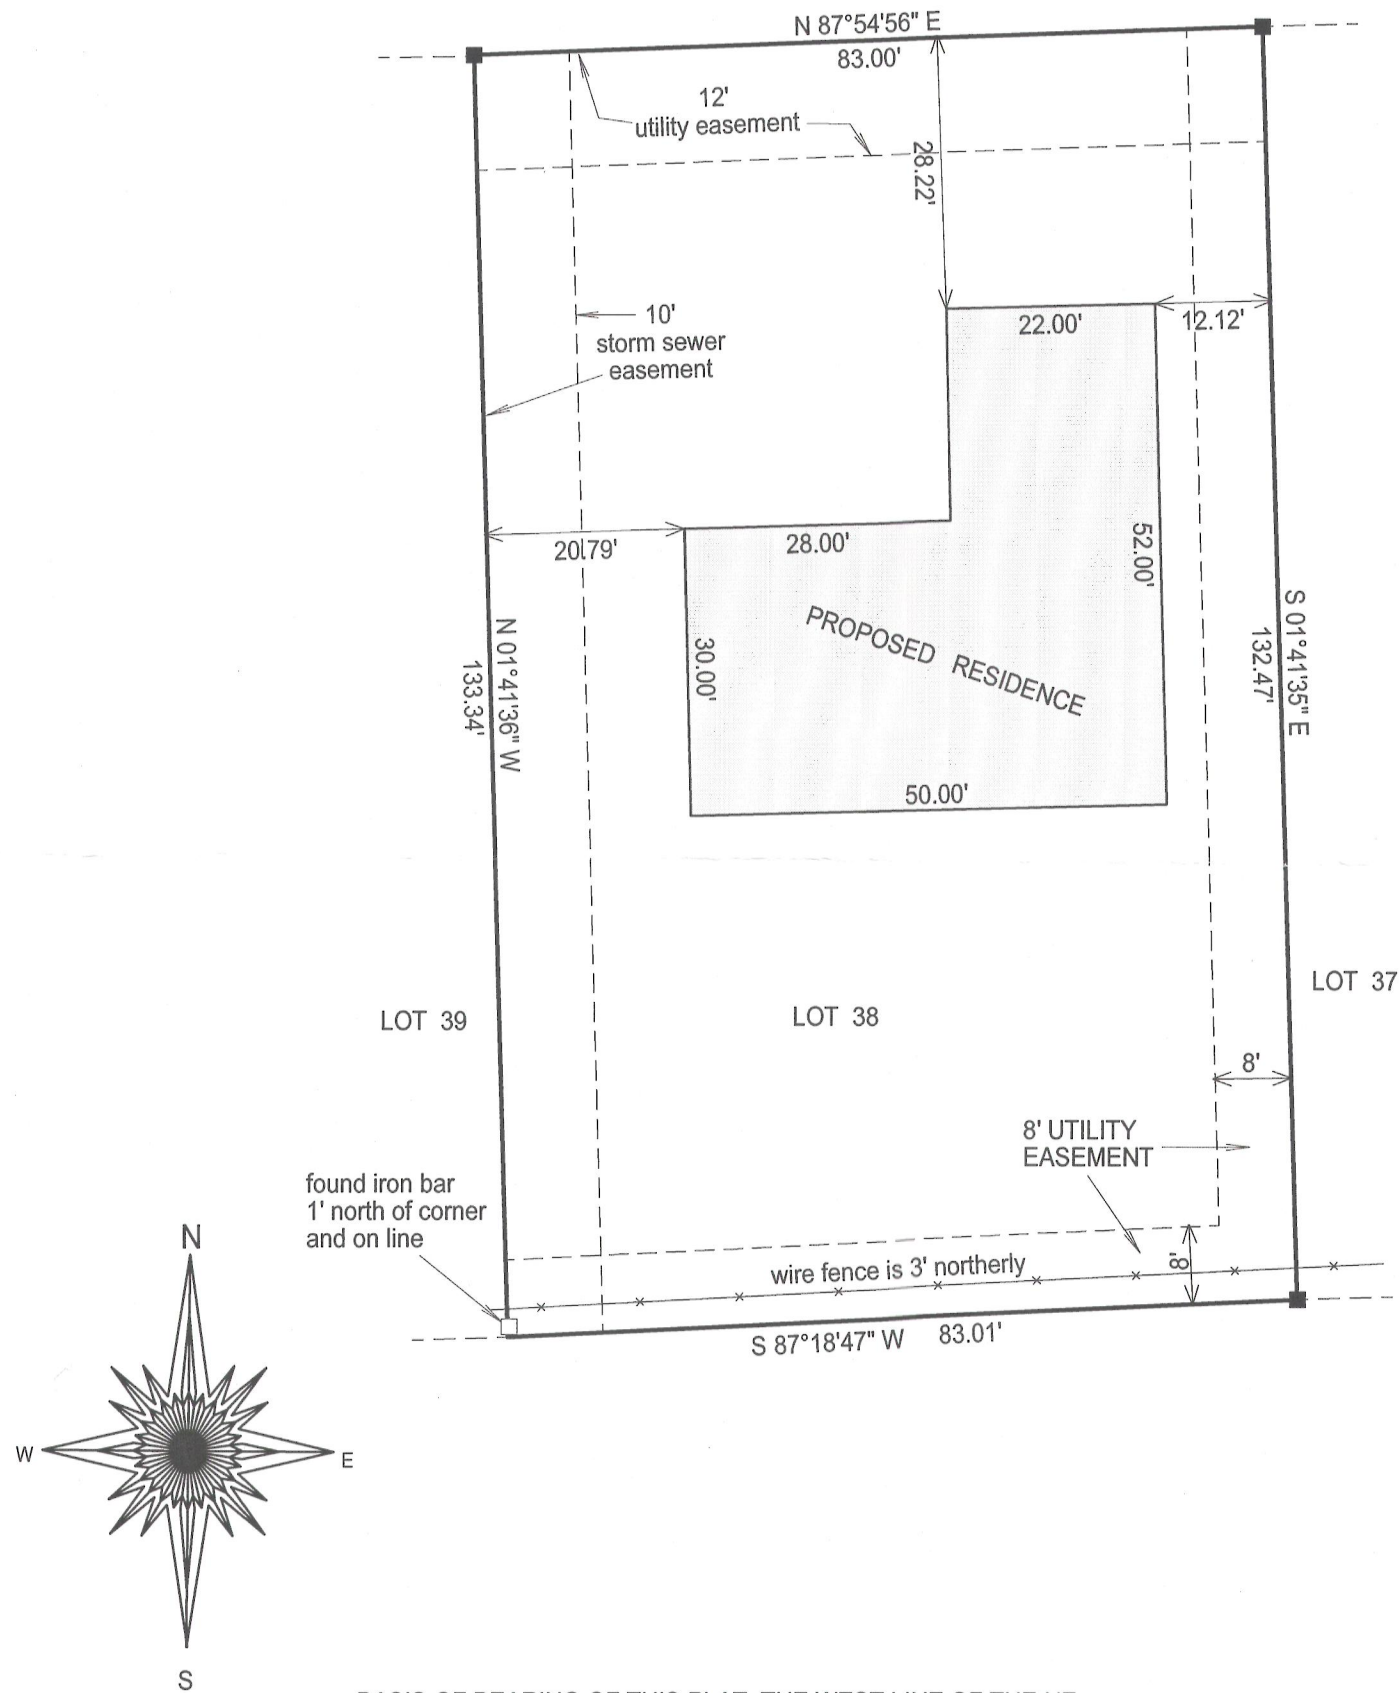 N 87°54'56" E
83.00'
12'
utility easement
28.22'
10'
storm sewer
easement
22.00'
12.12'
20.79'
28.00'
52.00'
30.00'
PROPOSED RESIDENCE
50.00'
N 01°41'36" W
133.34'
S 01°41'35" E
132.47'
LOT 39
LOT 38
LOT 37
8'
8' UTILITY
EASEMENT
found iron bar
1' north of corner
and on line
wire fence is 3' northerly
8'
S 87°18'47" W 83.01'
N
W
E
S